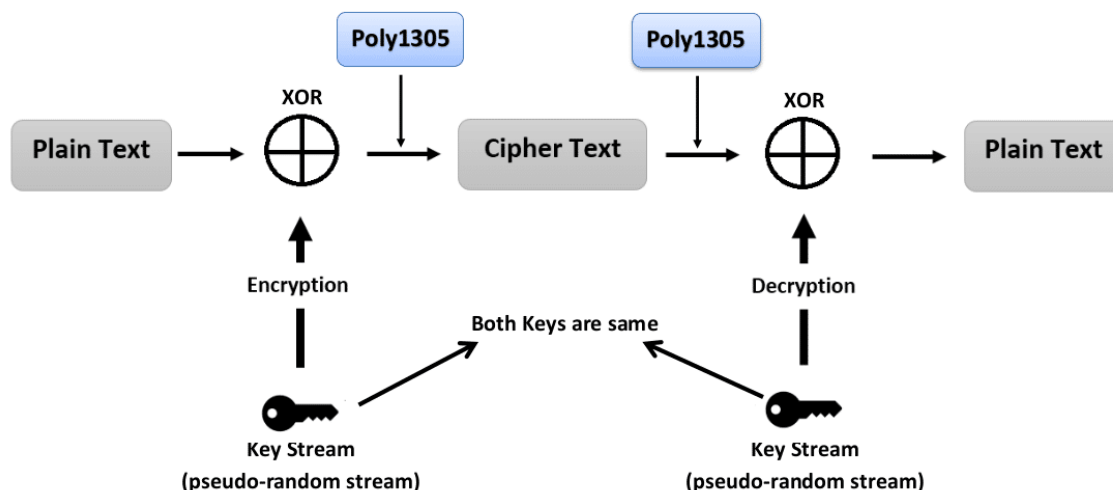 Poly1305
Poly1305
XOR
XOR
Plain Text
Cipher Text
Plain Text
Encryption
Decryption
Both Keys are same
Key Stream
(pseudo-random stream)
Key Stream
(pseudo-random stream)